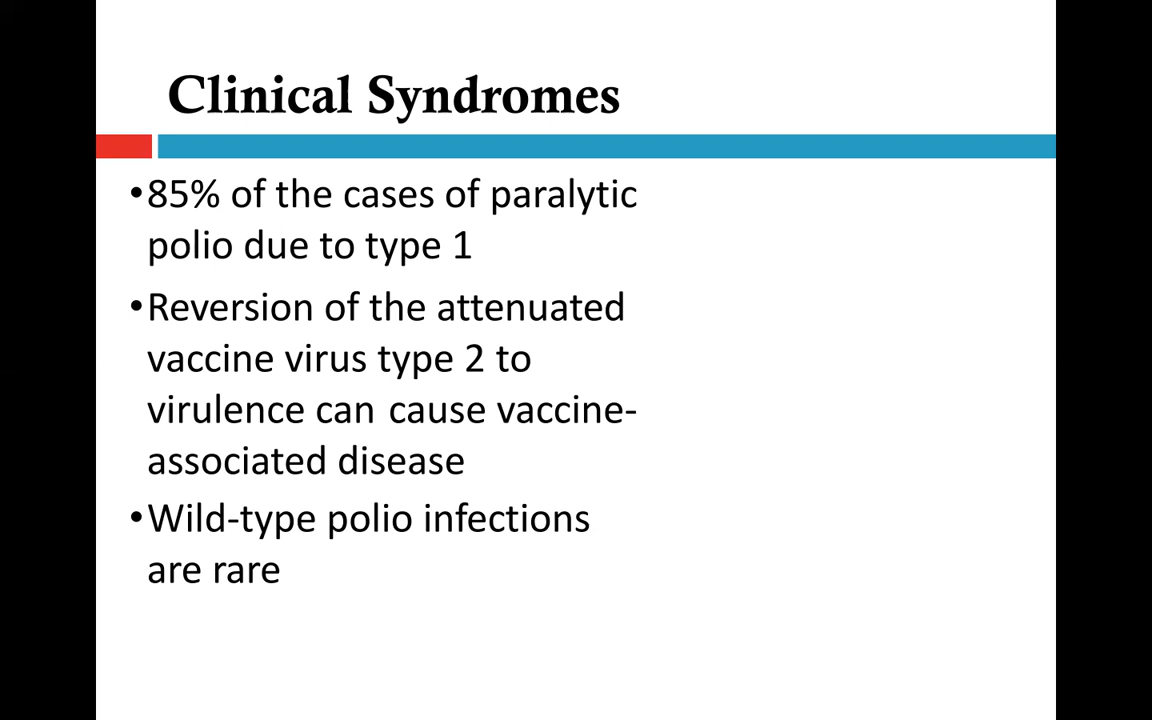 Clinical Syndromes
•85% of the cases of paralytic
polio due to type 1
•Reversion of the attenuated
vaccine virus type 2 to
virulence can cause vaccine-
associated disease
•Wild-type polio infections
are rare